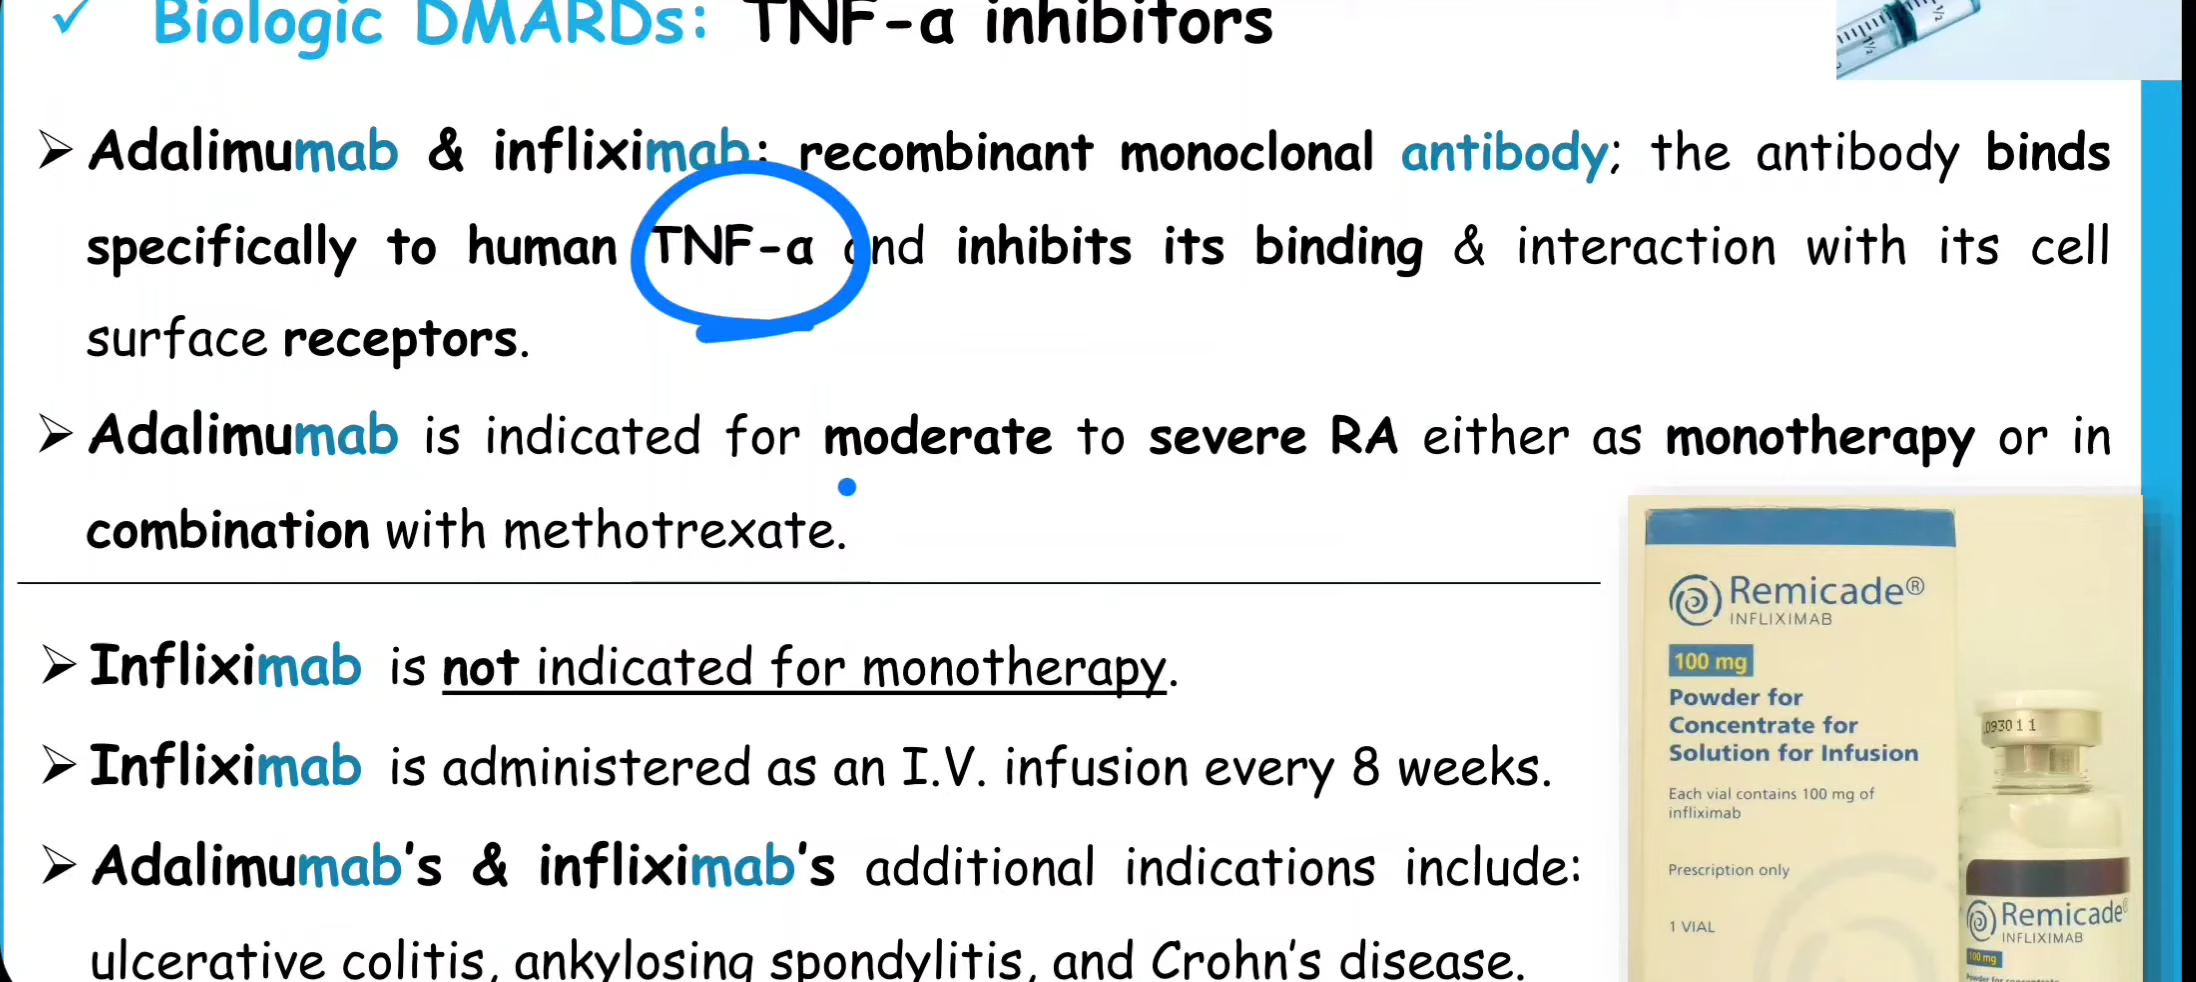 ✓ Biologic DMARDs: TNF-α inhibitors
➢ Adalimumab & infliximab: recombinant monoclonal antibody; the antibody binds
specifically to human TNF-α and inhibits its binding & interaction with its cell
surface receptors.
➢ Adalimumab is indicated for moderate to severe RA either as monotherapy or in
combination with methotrexate.
➢ Infliximab is not indicated for monotherapy.
➢ Infliximab is administered as an I.V. infusion every 8 weeks.
➢ Adalimumab's & infliximab's additional indications include:
ulcerative colitis, ankylosing spondylitis, and Crohn's disease.
Remicade®
INFLIXIMAB
100 mg
Powder for
Concentrate for
Solution for Infusion
Each vial contains 100 mg of
infliximab
Prescription only
1 VIAL
093011
Remicade®
INFLIXIMAB
100 mg
Powder for concentrate